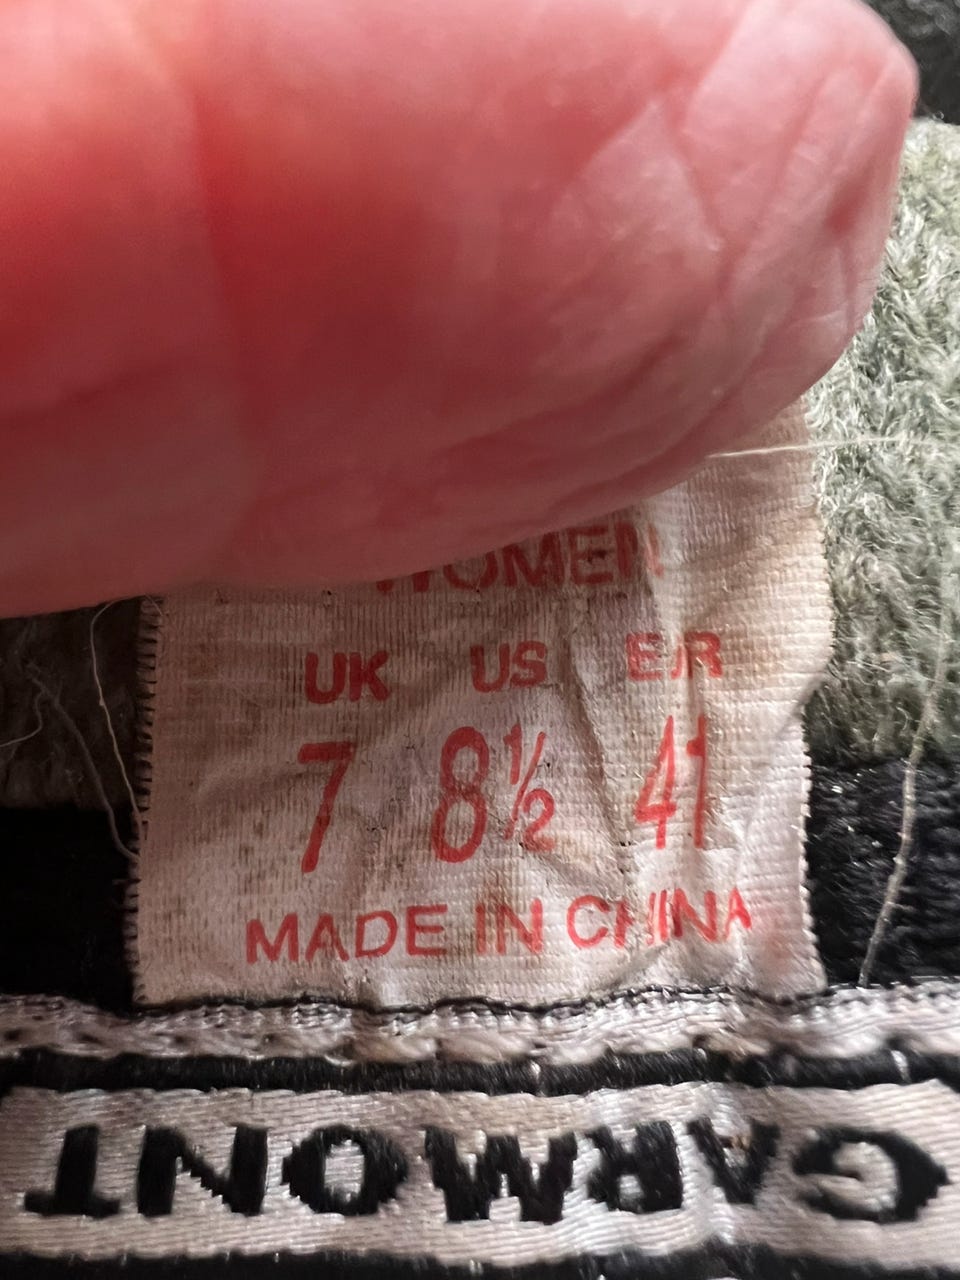 WOMEN
UK US EUR
7 8½ 41
MADE IN CHINA
GARMONT